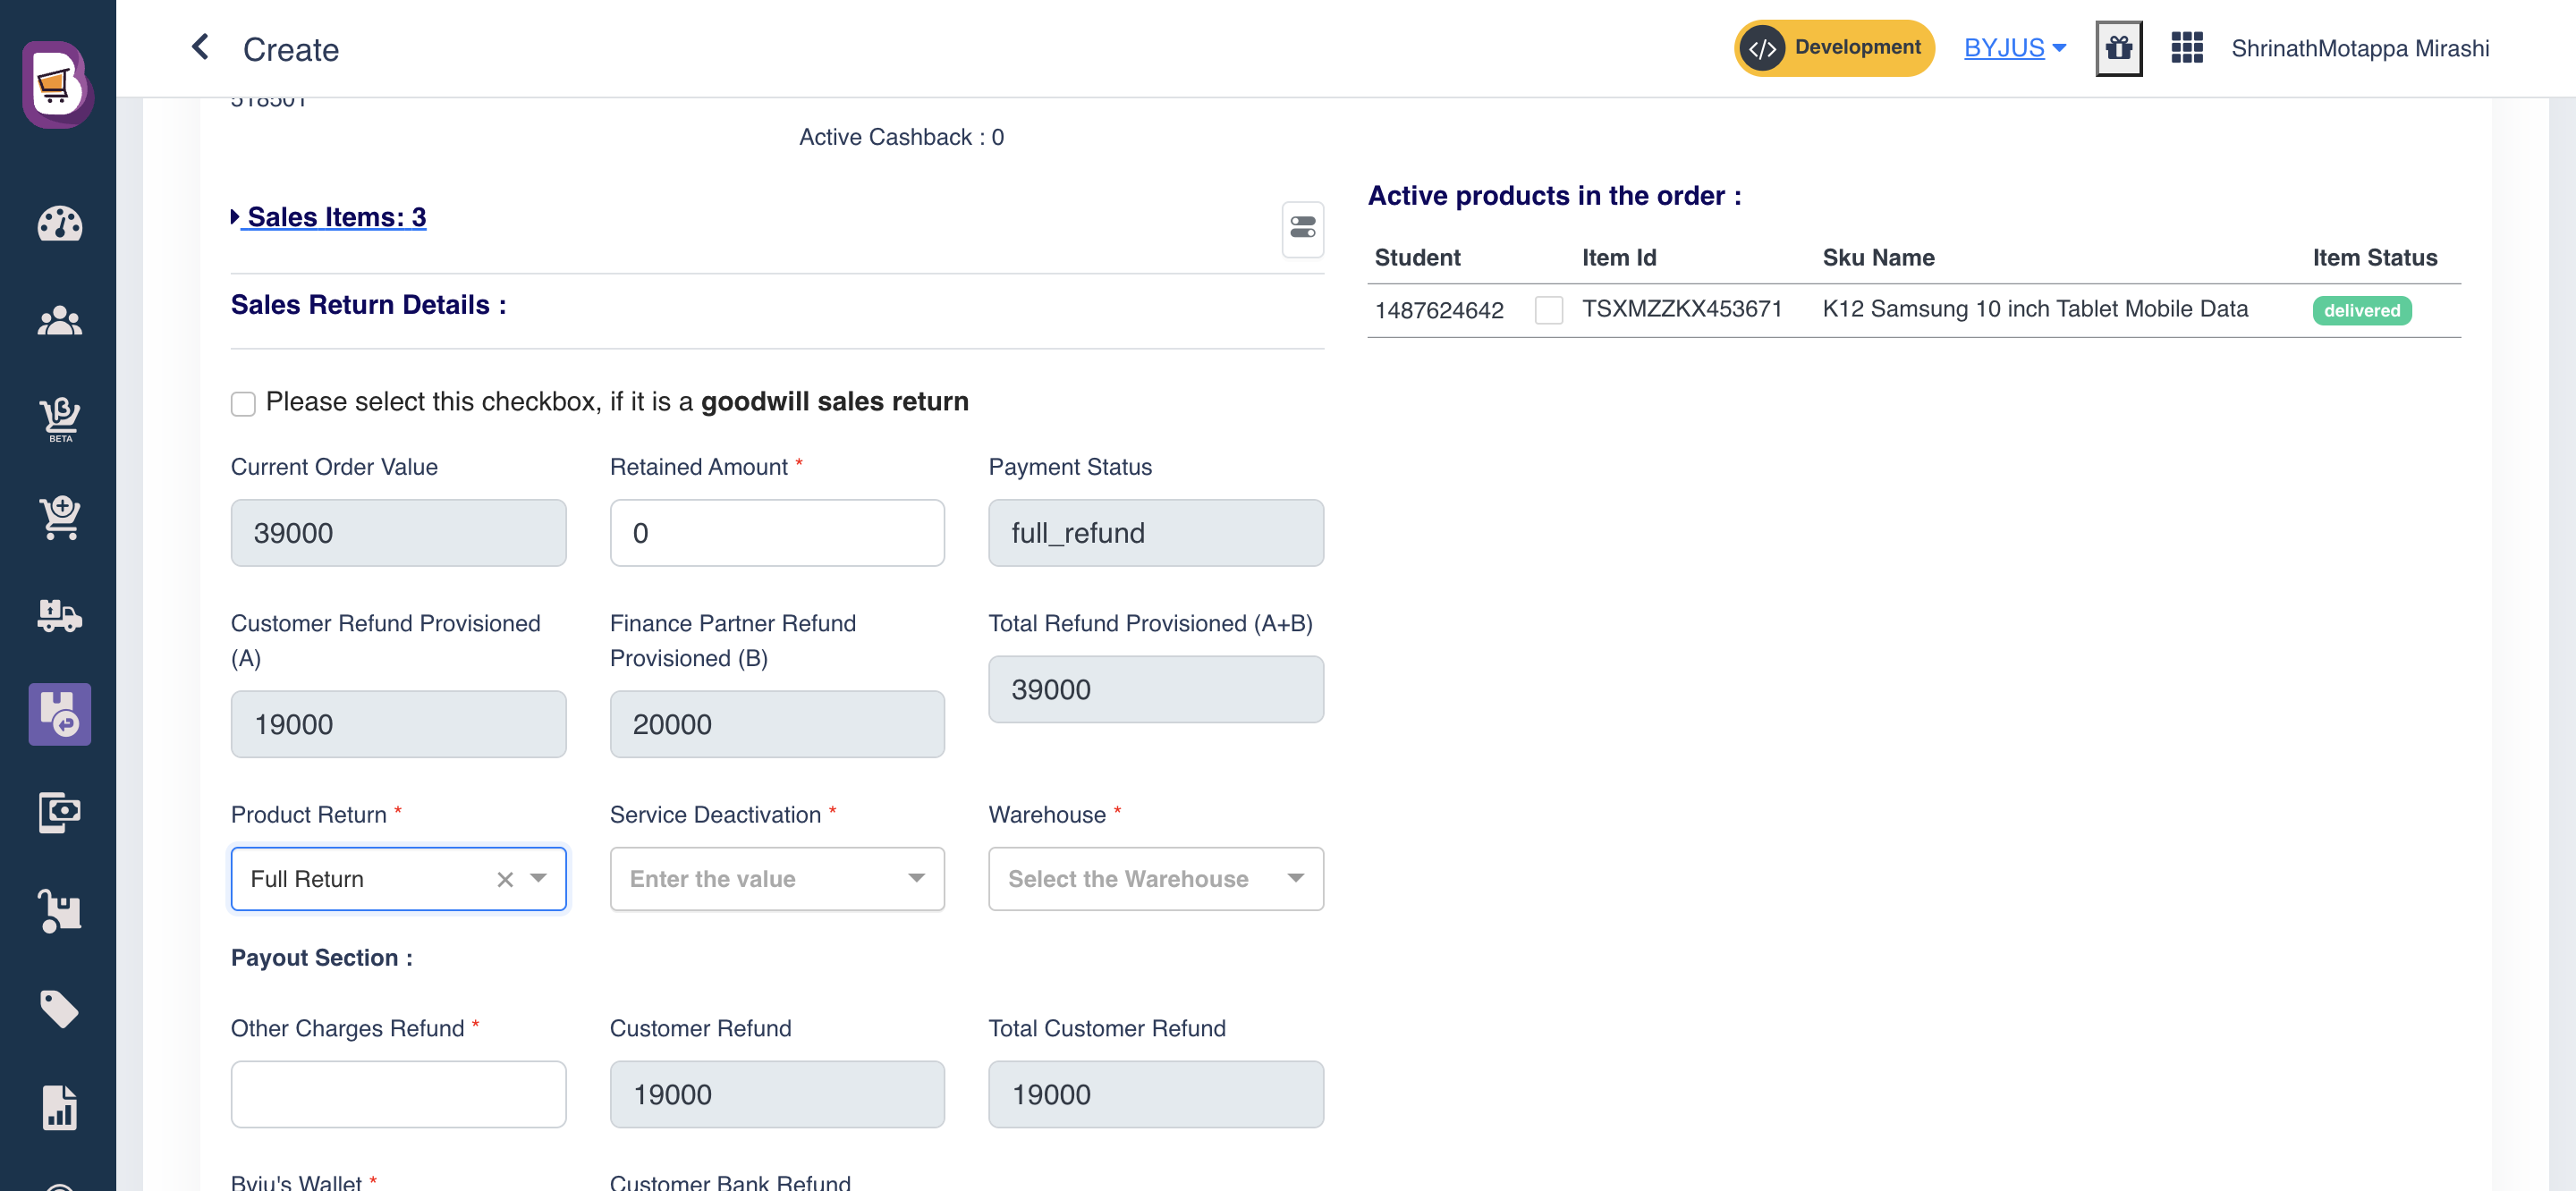 Create
Development
BYJUS
ShrinathMotappa Mirashi
BETA
518501
Active Cashback : 0
Sales Items: 3
Sales Return Details :
Please select this checkbox, if it is a goodwill sales return
Current Order Value
Retained Amount *
Payment Status
39000
0
full_refund
Customer Refund Provisioned (A)
Finance Partner Refund Provisioned (B)
Total Refund Provisioned (A+B)
19000
20000
39000
Product Return *
Service Deactivation *
Warehouse *
Full Return
Enter the value
Select the Warehouse
Payout Section :
Other Charges Refund *
Customer Refund
Total Customer Refund
19000
19000
Byju's Wallet *
Customer Bank Refund
Active products in the order :
Student Item Id Sku Name Item Status
1487624642 TSXMZZKX453671 K12 Samsung 10 inch Tablet Mobile Data delivered